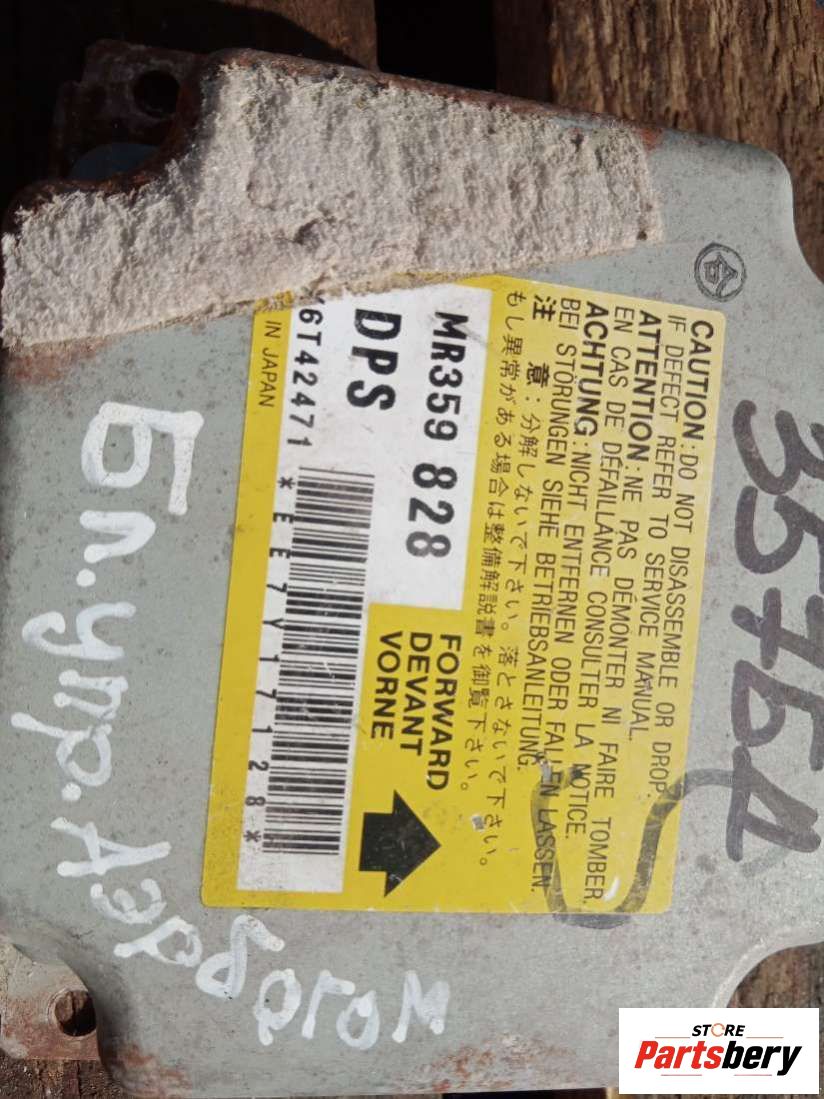 CAUTION:DO NOT DISASSEMBLE OR DROP.
IF DEFECT REFER TO SERVICE MANUAL.
ATTENTION:NE PAS DÉMONTER NI FAIRE TOMBER.
EN CAS DE DÉFAILLANCE CONSULTER LA NOTICE.
ACHTUNG:NICHT ENTFERNEN ODER FALLEN LASSEN.
BEI STÖRUNGEN SIEHE BETRIEBSANLEITUNG.
注 意:分解しないで下さい。落とさないで下さい。
もし異常がある場合は整備解説書を御覧下さい。
MR359 828
DPS
FORWARD
DEVANT
VORNE
6T42471
*EE7Y17128*
IN JAPAN
Бл.упр.Аэрбагом
STORE
Partsbery